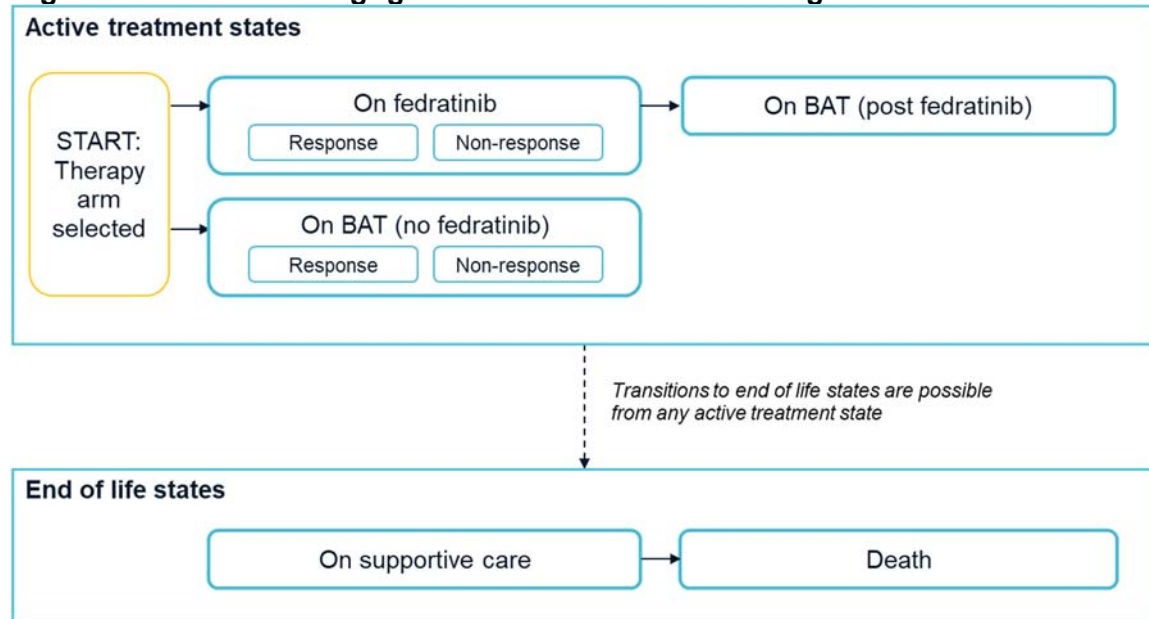 Active treatment states
START:
Therapy
arm
selected
On fedratinib
Response
Non-response
On BAT (post fedratinib)
On BAT (no fedratinib)
Response
Non-response
Transitions to end of life states are possible
from any active treatment state
End of life states
On supportive care
Death